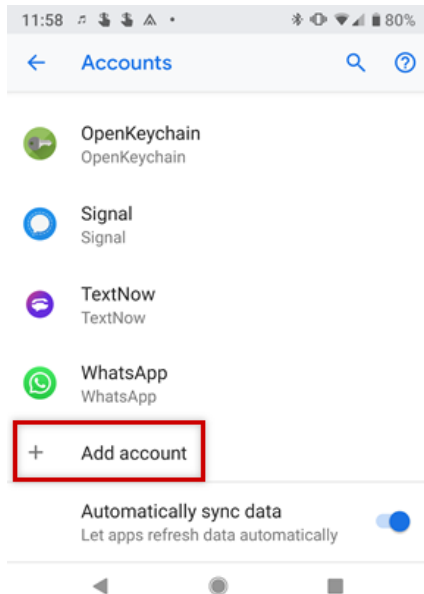 11:58 80%
Accounts
OpenKeychain
OpenKeychain
Signal
Signal
TextNow
TextNow
WhatsApp
WhatsApp
+ Add account
Automatically sync data
Let apps refresh data automatically